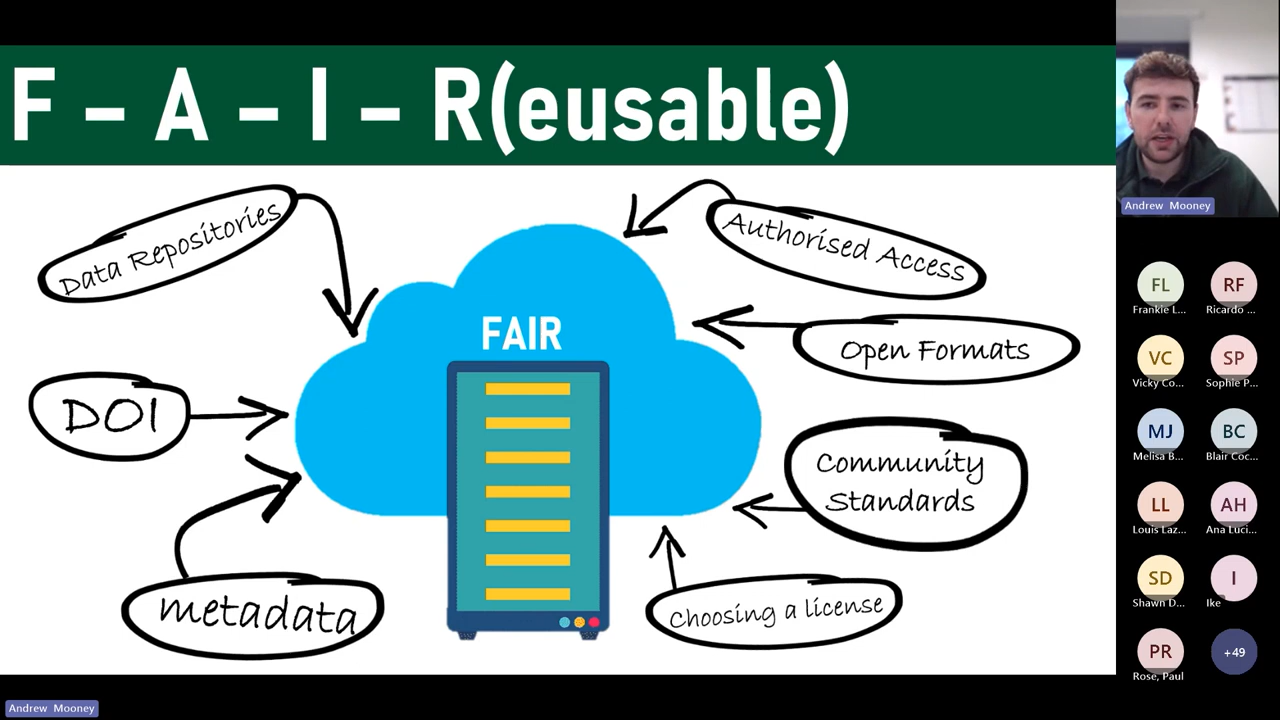 F – A – I – R(eusable)
Data Repositories
Authorised Access
FAIR
Open Formats
DOI
Community
Standards
metadata
Choosing a license
Andrew Mooney
FL
Frankie L...
RF
Ricardo ...
VC
Vicky Co...
SP
Sophie P...
MJ
Melisa B...
BC
Blair Coc...
LL
Louis Laz...
AH
Ana Luci...
SD
Shawn D...
I
Ike
PR
Rose, Paul
+49
Andrew Mooney